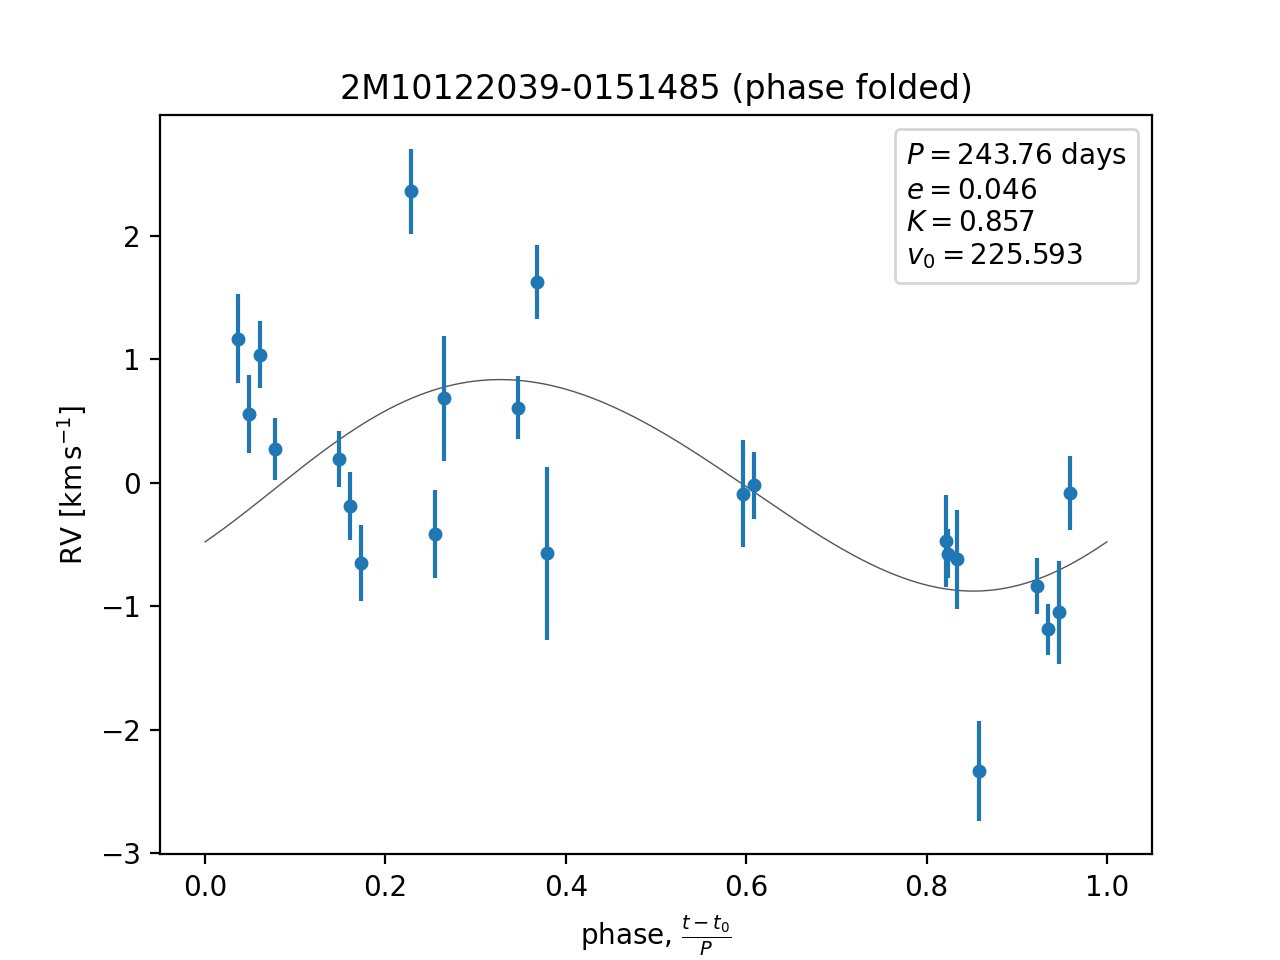 2M10122039-0151485 (phase folded)
P = 243.76 days
e = 0.046
K = 0.857
v₀ = 225.593
2
1
0
−1
−2
−3
RV [km s⁻¹]
0.0 0.2 0.4 0.6 0.8 1.0
phase, (t − t₀)/P